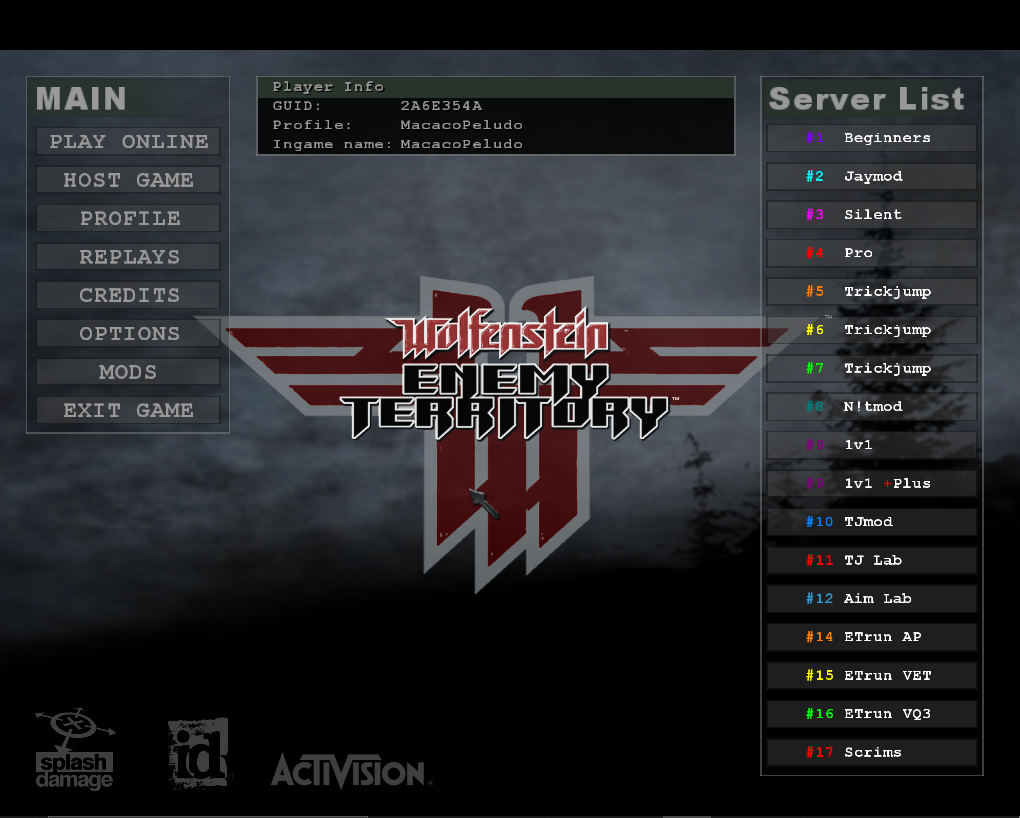 MAIN
PLAY ONLINE
HOST GAME
PROFILE
REPLAYS
CREDITS
OPTIONS
MODS
EXIT GAME
Player Info
GUID: 2A6E354A
Profile: MacacoPeludo
Ingame name: MacacoPeludo
Wolfenstein
ENEMY
TERRITORY™
™
Server List
#1 Beginners
#2 Jaymod
#3 Silent
#4 Pro
#5 Trickjump
#6 Trickjump
#7 Trickjump
#8 N!tmod
#9 1v1
1v1 +Plus
#10 TJmod
#11 TJ Lab
#12 Aim Lab
#14 ETrun AP
#15 ETrun VET
#16 ETrun VQ3
#17 Scrims
splash
damage
id
ACTIVISION